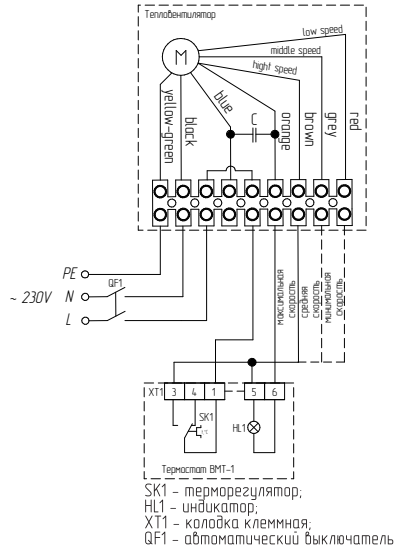 Тепловентилятор
low speed
middle speed
hight speed
M
yellow-green
black
blue
C
orange
brown
grey
red
PE
QF1
~ 230V N
L
максимальная
скорость
средняя
скорость
минимальная
скорость
XT1 3 4 1 5 6
SK1
t°C
HL1
Термостат ВМТ-1
SK1 - терморегулятор;
HL1 - индикатор;
XT1 - колодка клеммная;
QF1 - автоматический выключатель